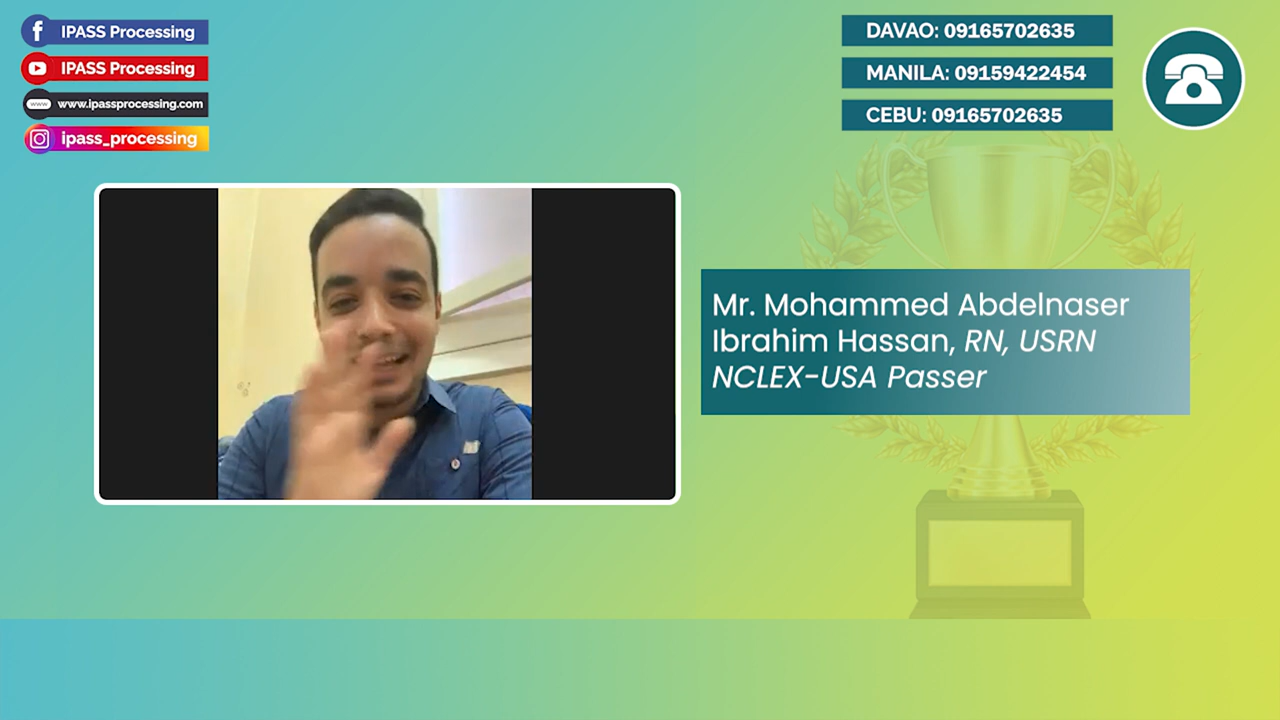 IPASS Processing
IPASS Processing
www
www.ipassprocessing.com
ipass_processing
DAVAO: 09165702635
MANILA: 09159422454
CEBU: 09165702635
Mr. Mohammed Abdelnaser
Ibrahim Hassan, RN, USRN
NCLEX-USA Passer